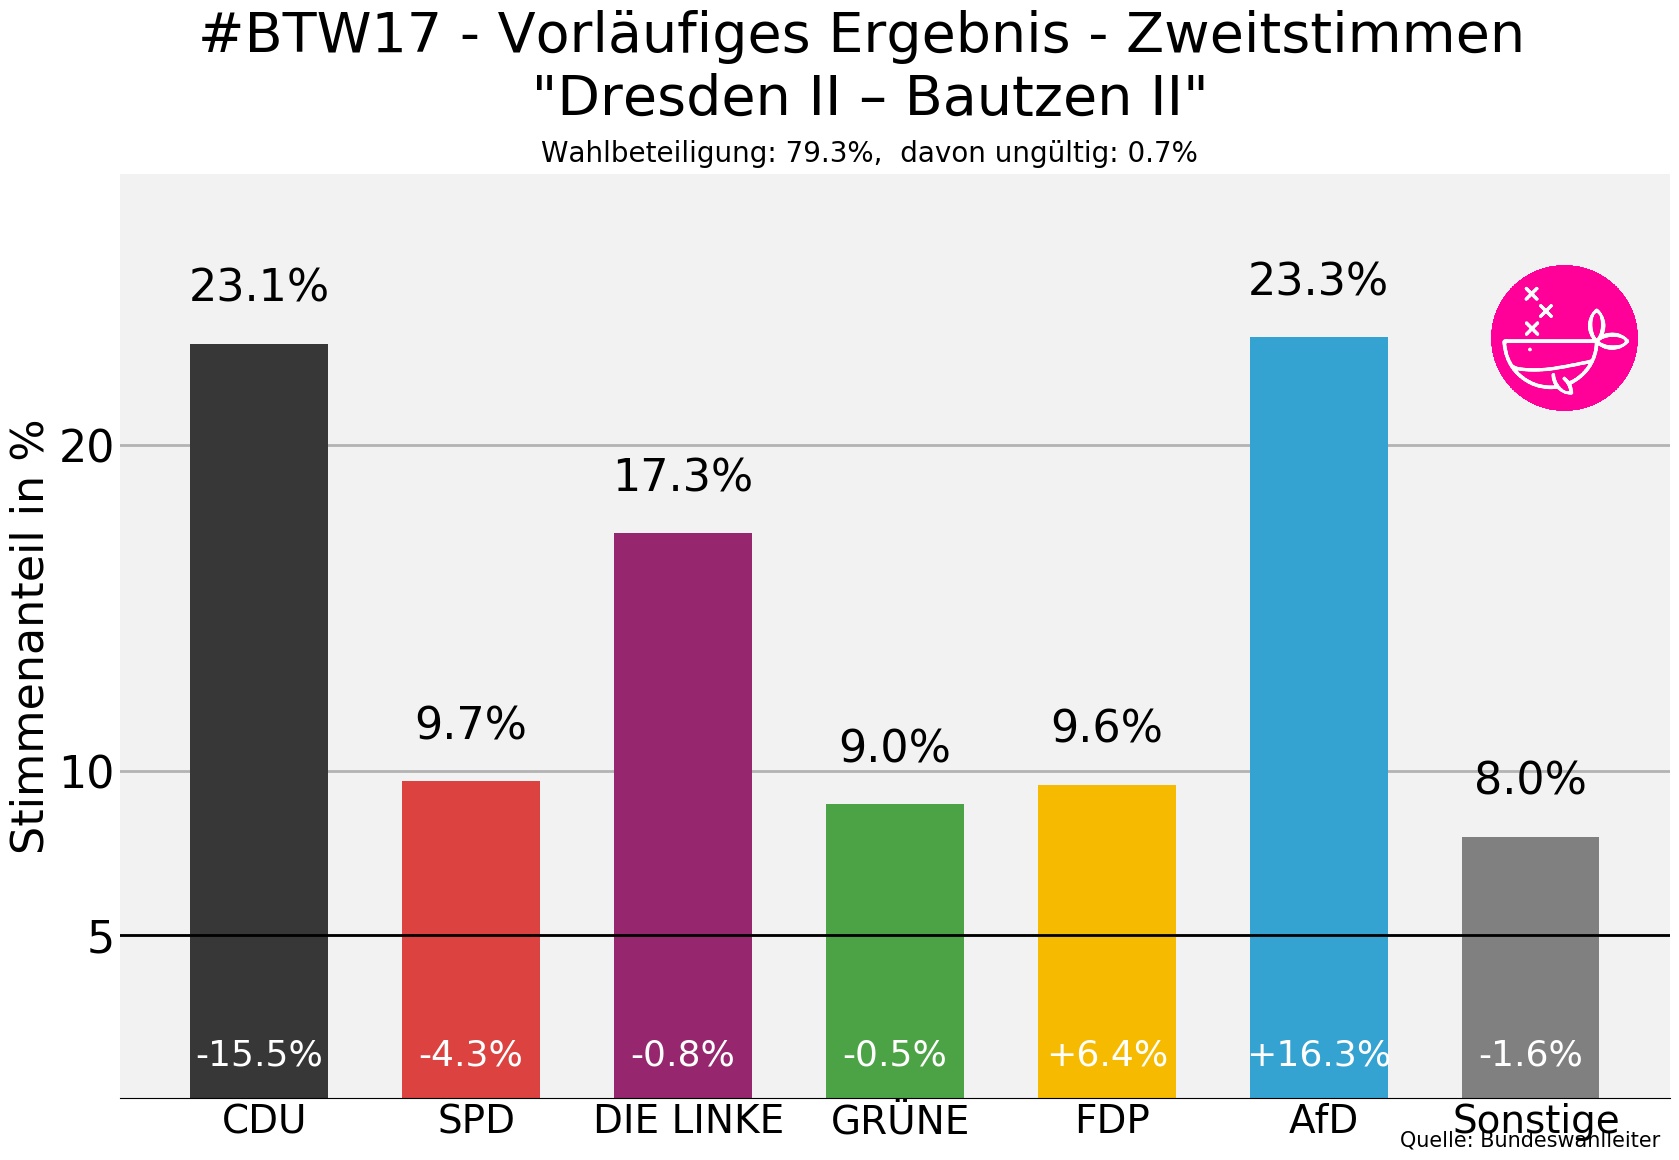 #BTW17 - Vorläufiges Ergebnis - Zweitstimmen
"Dresden II – Bautzen II"
Wahlbeteiligung: 79.3%,  davon ungültig: 0.7%
Stimmenanteil in %
20
10
5
23.1%
9.7%
17.3%
9.0%
9.6%
23.3%
8.0%
-15.5%
-4.3%
-0.8%
-0.5%
+6.4%
+16.3%
-1.6%
CDU
SPD
DIE LINKE
GRÜNE
FDP
AfD
Sonstige
Quelle: Bundeswahlleiter